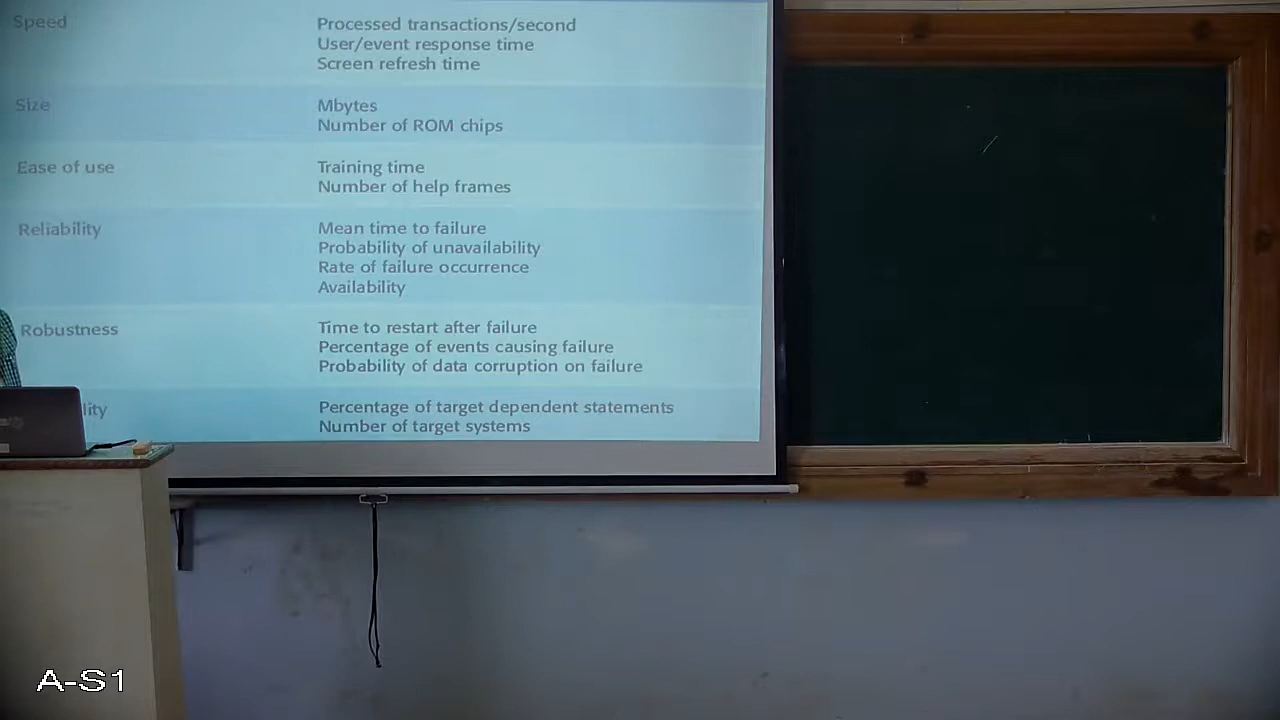 Speed Processed transactions/second
User/event response time
Screen refresh time
Size Mbytes
Number of ROM chips
Ease of use Training time
Number of help frames
Reliability Mean time to failure
Probability of unavailability
Rate of failure occurrence
Availability
Robustness Time to restart after failure
Percentage of events causing failure
Probability of data corruption on failure
lity Percentage of target dependent statements
Number of target systems
A-S1